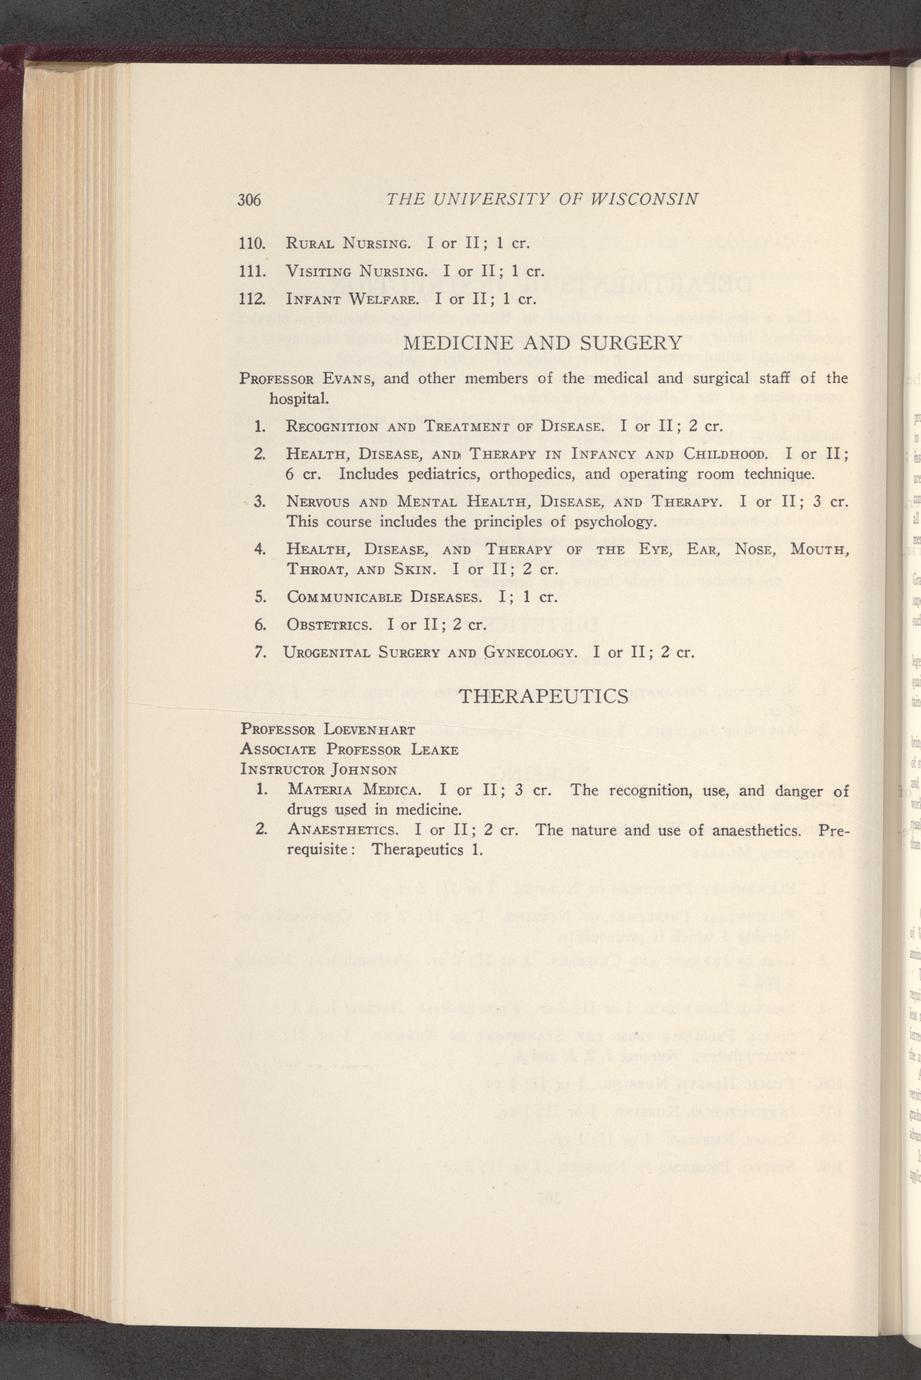 306 THE UNIVERSITY OF WISCONSIN
110. Rural Nursing. I or II; 1 cr.
111. Visiting Nursing. I or II; 1 cr.
112. Infant Welfare. I or II; 1 cr.
MEDICINE AND SURGERY
Professor Evans, and other members of the medical and surgical staff of the
hospital.
1. Recognition and Treatment of Disease. I or II; 2 cr.
2. Health, Disease, and Therapy in Infancy and Childhood. I or II;
6 cr. Includes pediatrics, orthopedics, and operating room technique.
3. Nervous and Mental Health, Disease, and Therapy. I or II; 3 cr.
This course includes the principles of psychology.
4. Health, Disease, and Therapy of the Eye, Ear, Nose, Mouth,
Throat, and Skin. I or II; 2 cr.
5. Communicable Diseases. I; 1 cr.
6. Obstetrics. I or II; 2 cr.
7. Urogenital Surgery and Gynecology. I or II; 2 cr.
THERAPEUTICS
Professor Loevenhart
Associate Professor Leake
Instructor Johnson
1. Materia Medica. I or II; 3 cr. The recognition, use, and danger of
drugs used in medicine.
2. Anaesthetics. I or II; 2 cr. The nature and use of anaesthetics. Pre-
requisite: Therapeutics 1.